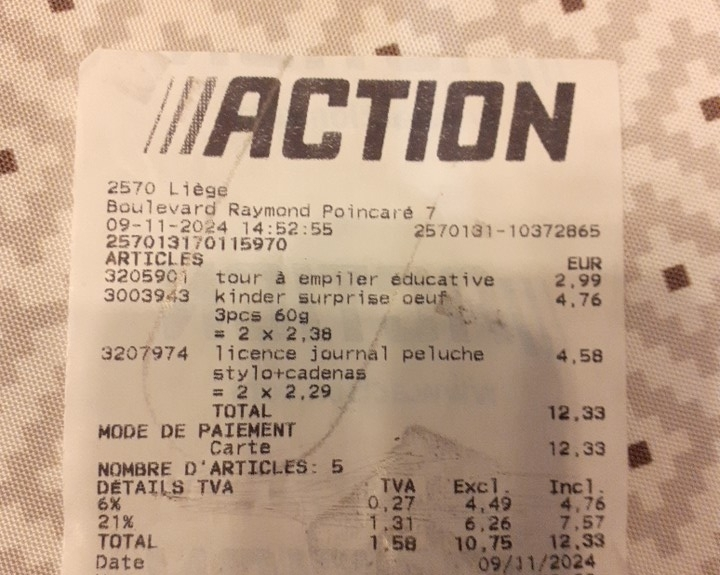 ACTION
2570 Liège
Boulevard Raymond Poincaré 7
09-11-2024 14:52:55 2570131-10372865
257013170115970
ARTICLES EUR
3205901 tour à empiler éducative 2,99
3003943 kinder surprise oeuf 4,76
3pcs 60g
= 2 x 2,38
3207974 licence journal peluche 4,58
stylo+cadenas
= 2 x 2,29
TOTAL 12,33
MODE DE PAIEMENT
Carte 12,33
NOMBRE D'ARTICLES: 5
DÉTAILS TVA TVA Excl. Incl.
6% 0,27 4,49 4,76
21% 1,31 6,26 7,57
TOTAL 1,58 10,75 12,33
Date 09/11/2024